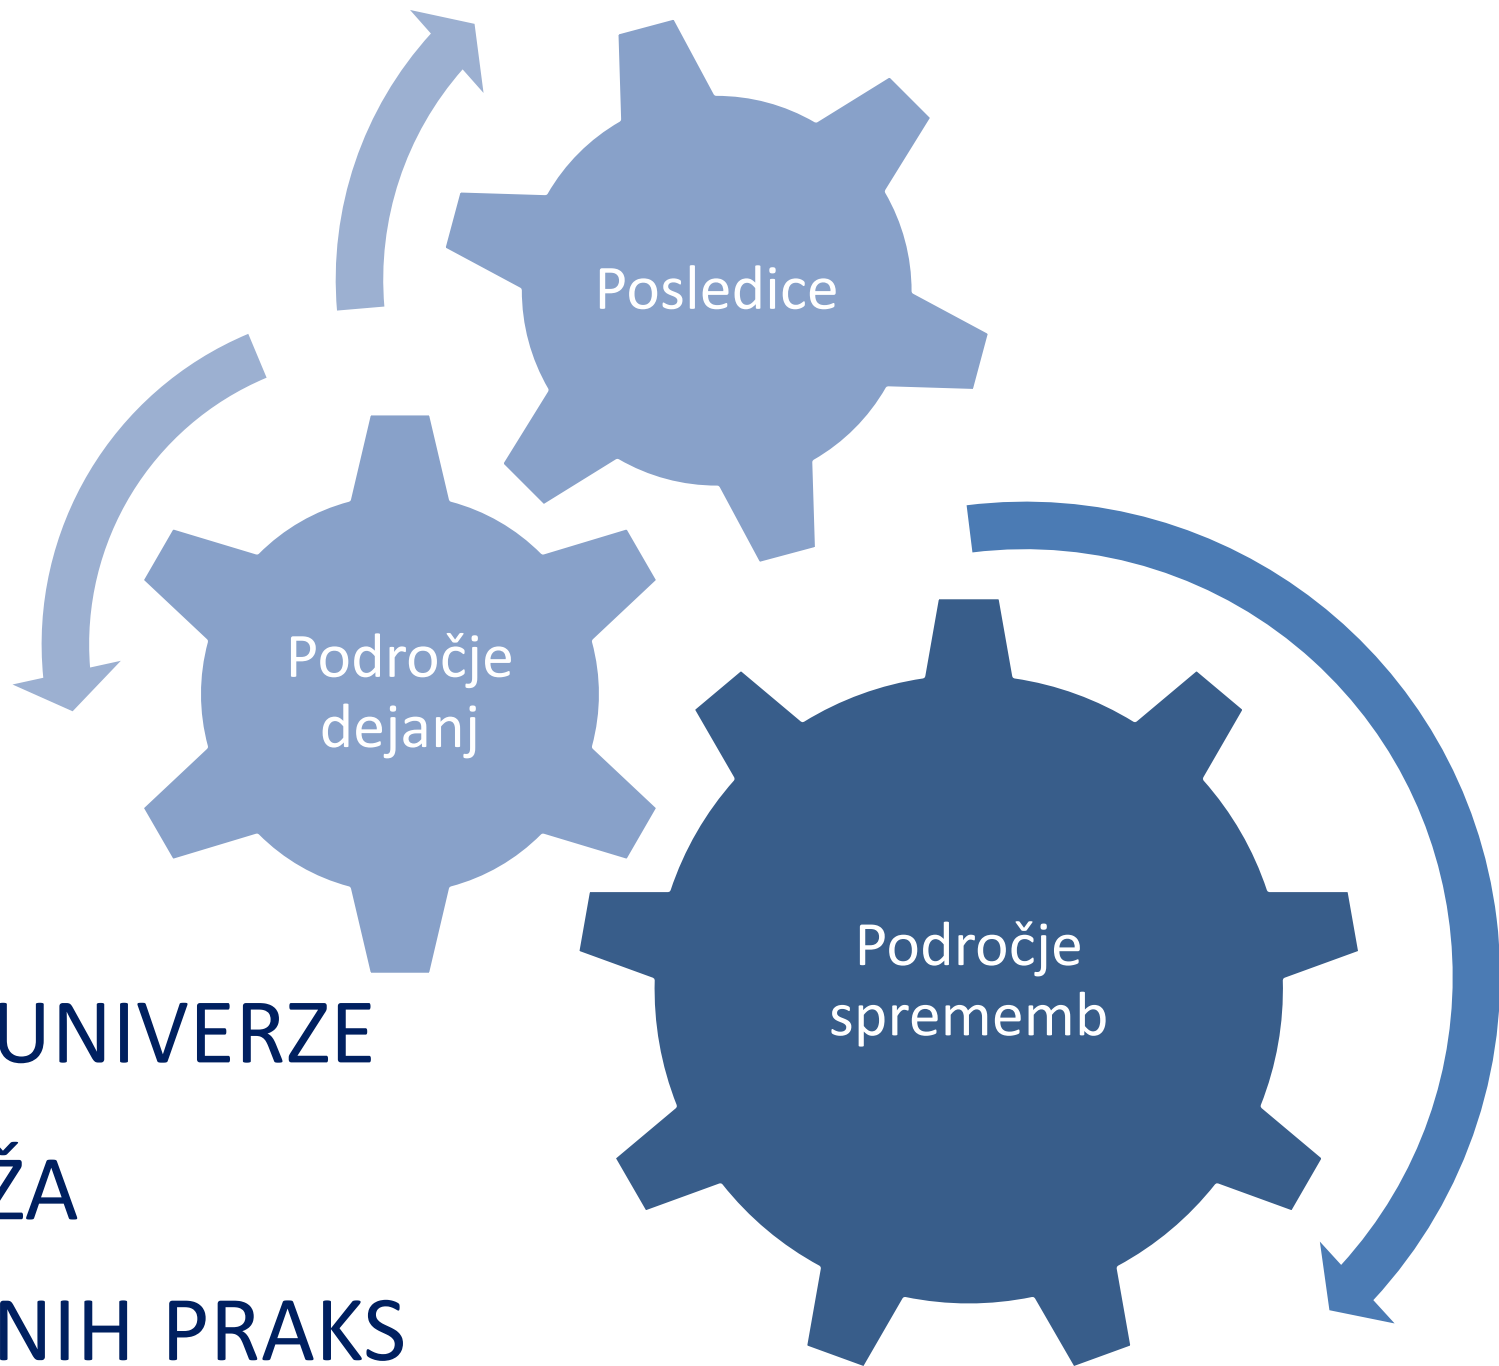 Posledice
Področje
dejanj
Področje
sprememb
UNIVERZE
ŽA
NIH PRAKS